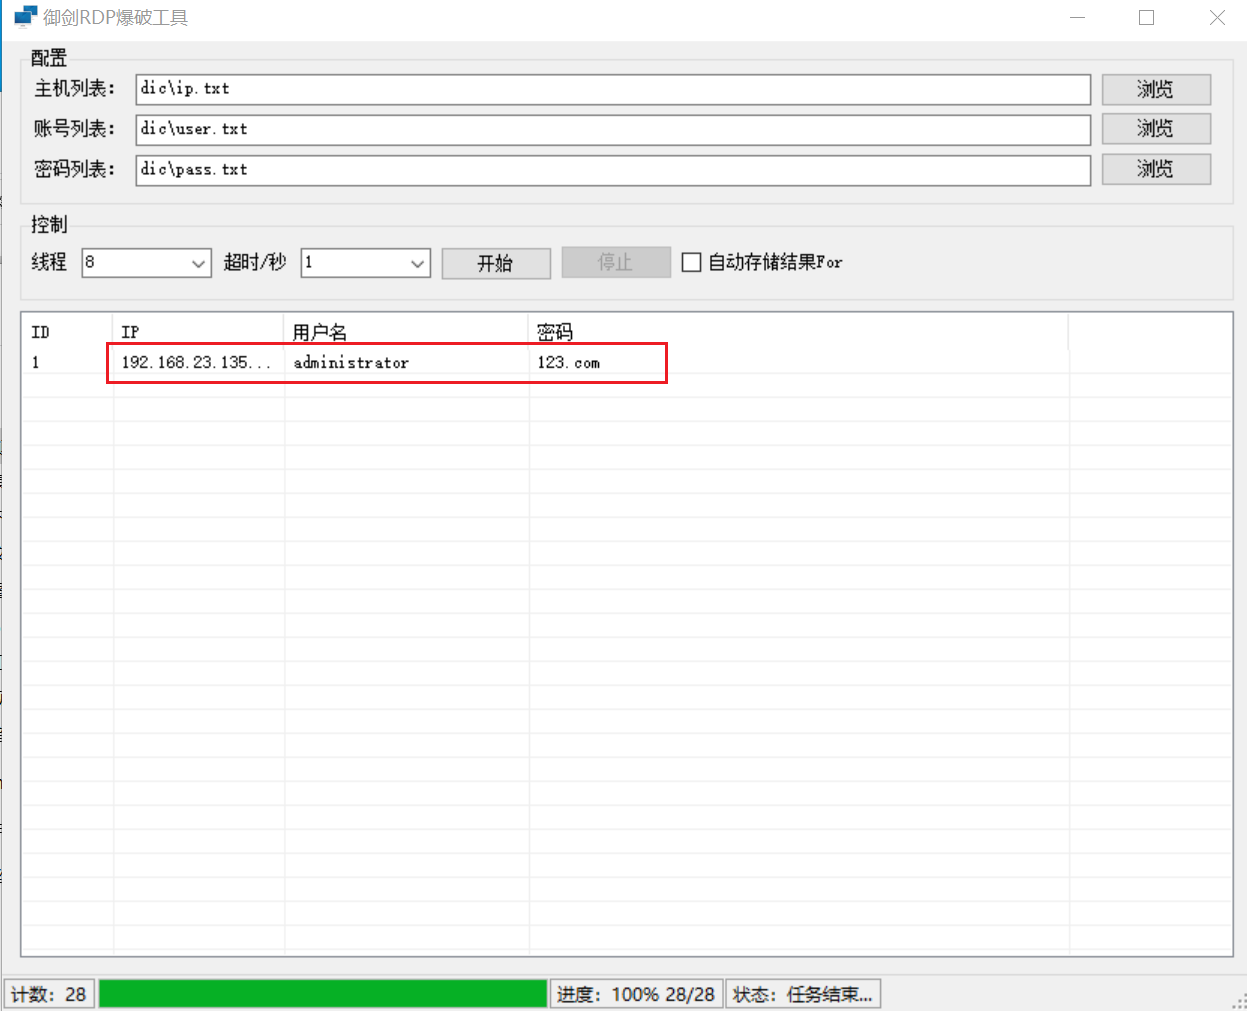 御剑RDP爆破工具
配置
主机列表: dic\ip.txt 浏览
账号列表: dic\user.txt 浏览
密码列表: dic\pass.txt 浏览
控制
线程 8 超时/秒 1 开始 停止 自动存储结果For
ID IP 用户名 密码
1 192.168.23.135... administrator 123.com
计数: 28 进度: 100% 28/28 状态: 任务结束...